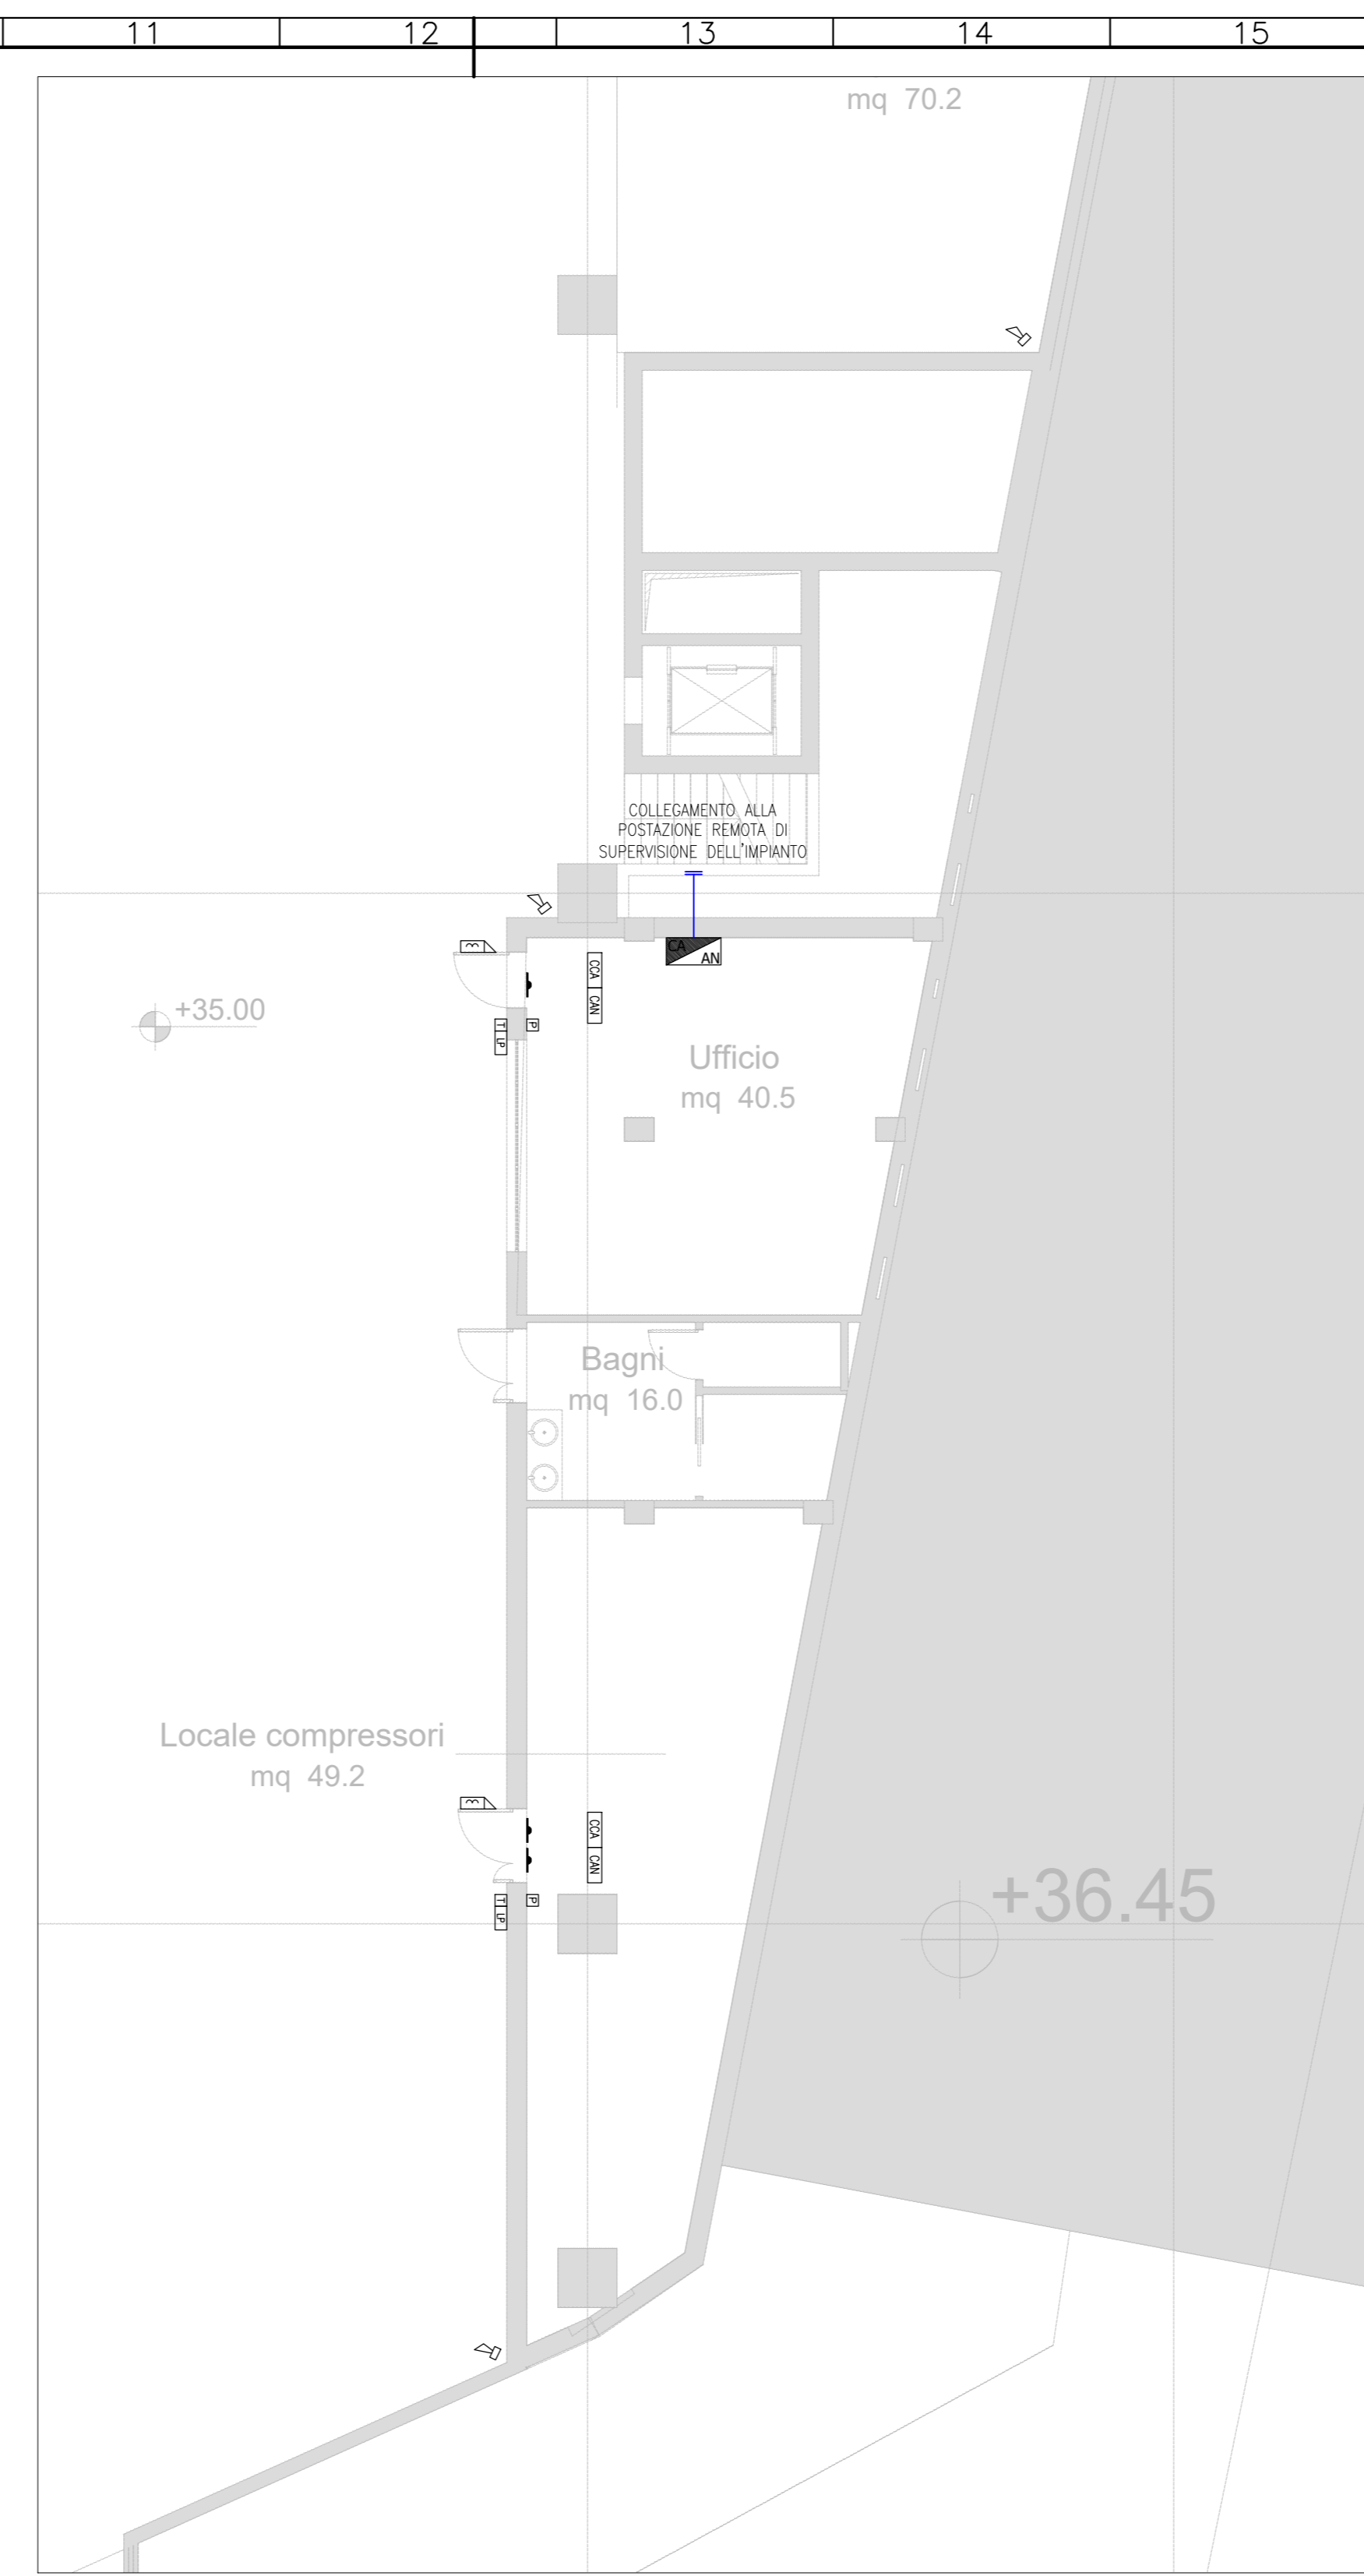 11 12 13 14 15
mq 70.2
COLLEGAMENTO ALLA
POSTAZIONE REMOTA DI
SUPERVISIONE DELL'IMPIANTO
CA
AN
CCA CAN
+35.00
T LP
P
Ufficio
mq 40.5
Bagni
mq 16.0
Locale compressori
mq 49.2
CCA CAN
+36.45
T LP
P